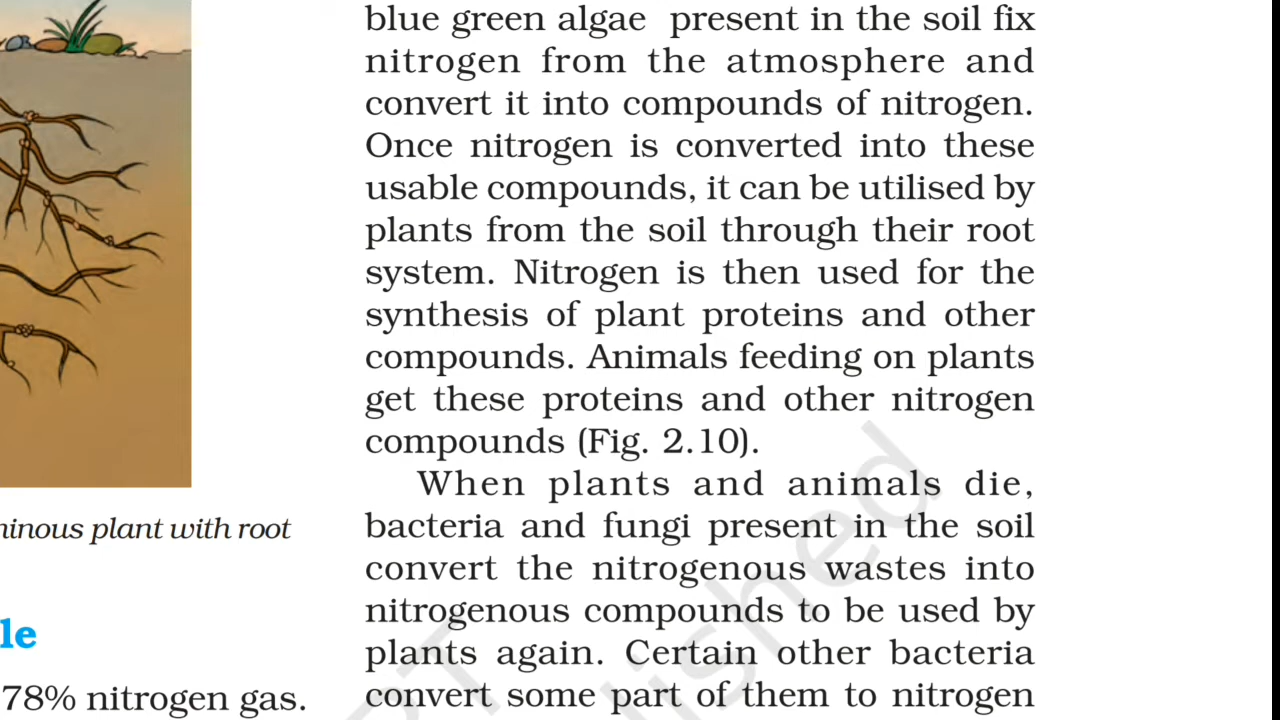 blue green algae present in the soil fix
nitrogen from the atmosphere and
convert it into compounds of nitrogen.
Once nitrogen is converted into these
usable compounds, it can be utilised by
plants from the soil through their root
system. Nitrogen is then used for the
synthesis of plant proteins and other
compounds. Animals feeding on plants
get these proteins and other nitrogen
compounds (Fig. 2.10).
When plants and animals die,
bacteria and fungi present in the soil
convert the nitrogenous wastes into
nitrogenous compounds to be used by
plants again. Certain other bacteria
convert some part of them to nitrogen
plant with root
78% nitrogen gas.